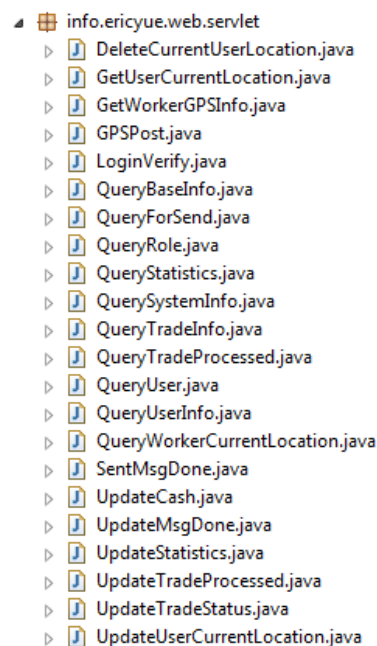 info.ericyue.web.servlet
DeleteCurrentUserLocation.java
GetUserCurrentLocation.java
GetWorkerGPSInfo.java
GPSPost.java
LoginVerify.java
QueryBaseInfo.java
QueryForSend.java
QueryRole.java
QueryStatistics.java
QuerySystemInfo.java
QueryTradeInfo.java
QueryTradeProcessed.java
QueryUser.java
QueryUserInfo.java
QueryWorkerCurrentLocation.java
SentMsgDone.java
UpdateCash.java
UpdateMsgDone.java
UpdateStatistics.java
UpdateTradeProcessed.java
UpdateTradeStatus.java
UpdateUserCurrentLocation.java